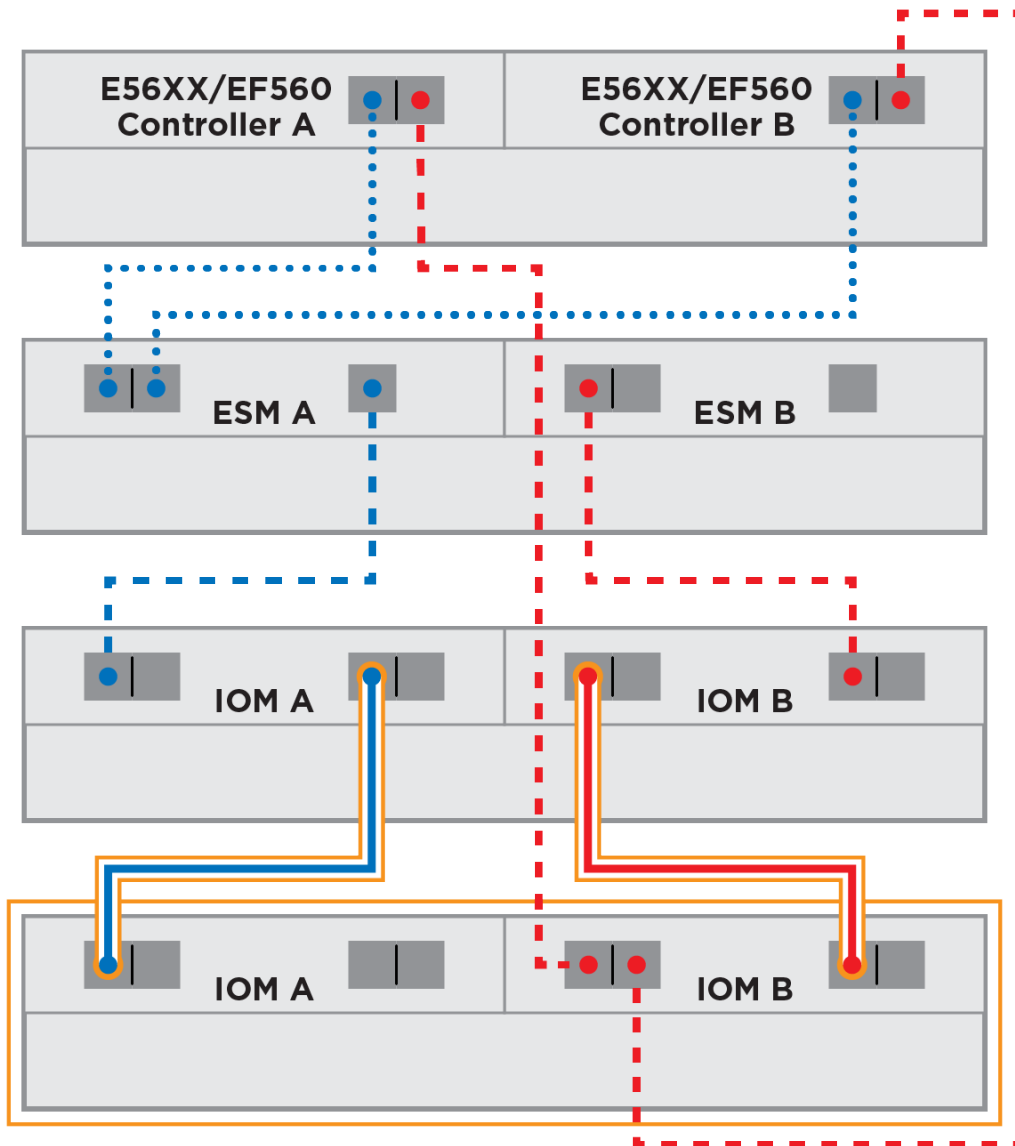 E56XX/EF560
Controller A
E56XX/EF560
Controller B
ESM A
ESM B
IOM A
IOM B
IOM A
IOM B